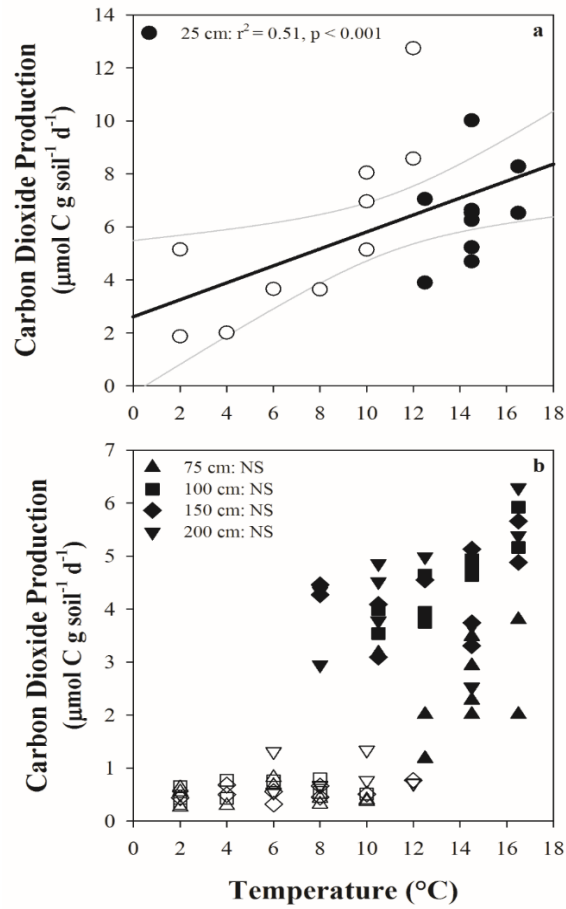 25 cm: r² = 0.51, p < 0.001
a
Carbon Dioxide Production
(μmol C g soil⁻¹ d⁻¹)
14
12
10
8
6
4
2
0
0 2 4 6 8 10 12 14 16 18
75 cm: NS
100 cm: NS
150 cm: NS
200 cm: NS
b
Carbon Dioxide Production
(μmol C g soil⁻¹ d⁻¹)
7
6
5
4
3
2
1
0
0 2 4 6 8 10 12 14 16 18
Temperature (°C)